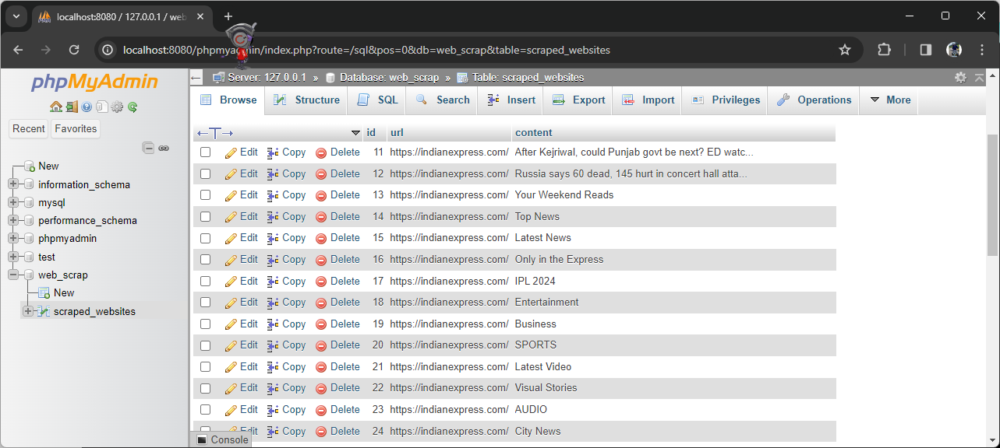 localhost:8080 / 127.0.0.1 / web
localhost:8080/phpmyadmin/index.php?route=/sql&pos=0&db=web_scrap&table=scraped_websites
phpMyAdmin
Recent Favorites
New
information_schema
mysql
performance_schema
phpmyadmin
test
web_scrap
New
scraped_websites
Server: 127.0.0.1 » Database: web_scrap » Table: scraped_websites
Browse Structure SQL Search Insert Export Import Privileges Operations More
id url content
Edit Copy Delete 11 https://indianexpress.com/ After Kejriwal, could Punjab govt be next? ED watc...
Edit Copy Delete 12 https://indianexpress.com/ Russia says 60 dead, 145 hurt in concert hall atta...
Edit Copy Delete 13 https://indianexpress.com/ Your Weekend Reads
Edit Copy Delete 14 https://indianexpress.com/ Top News
Edit Copy Delete 15 https://indianexpress.com/ Latest News
Edit Copy Delete 16 https://indianexpress.com/ Only in the Express
Edit Copy Delete 17 https://indianexpress.com/ IPL 2024
Edit Copy Delete 18 https://indianexpress.com/ Entertainment
Edit Copy Delete 19 https://indianexpress.com/ Business
Edit Copy Delete 20 https://indianexpress.com/ SPORTS
Edit Copy Delete 21 https://indianexpress.com/ Latest Video
Edit Copy Delete 22 https://indianexpress.com/ Visual Stories
Edit Copy Delete 23 https://indianexpress.com/ AUDIO
Edit Copy Delete 24 https://indianexpress.com/ City News
Console